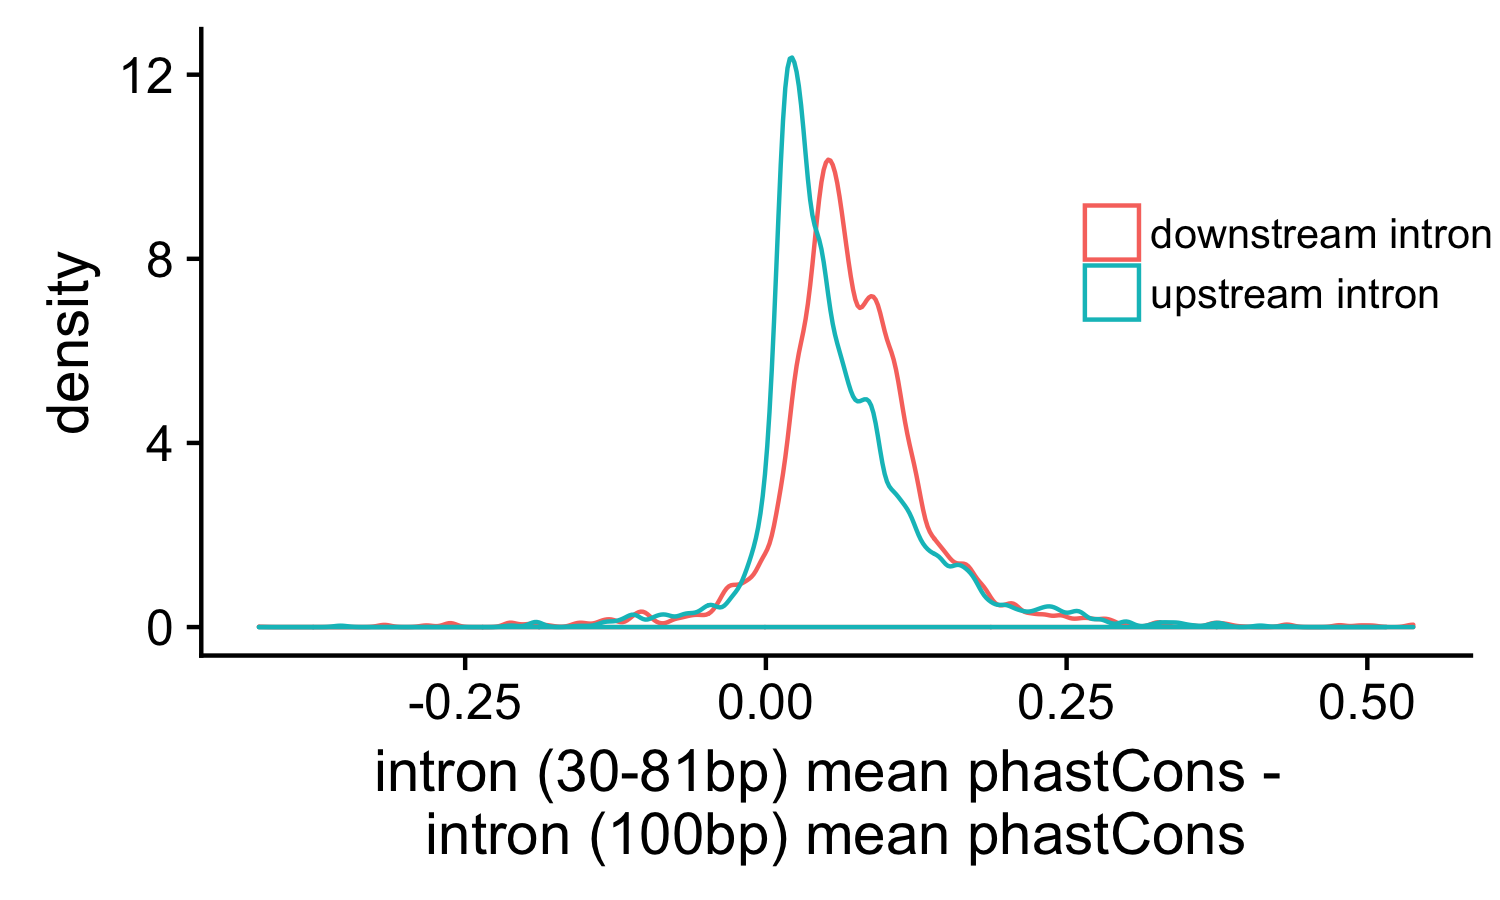 12
8
4
0
density
downstream intron
upstream intron
-0.25
0.00
0.25
0.50
intron (30-81bp) mean phastCons -
intron (100bp) mean phastCons